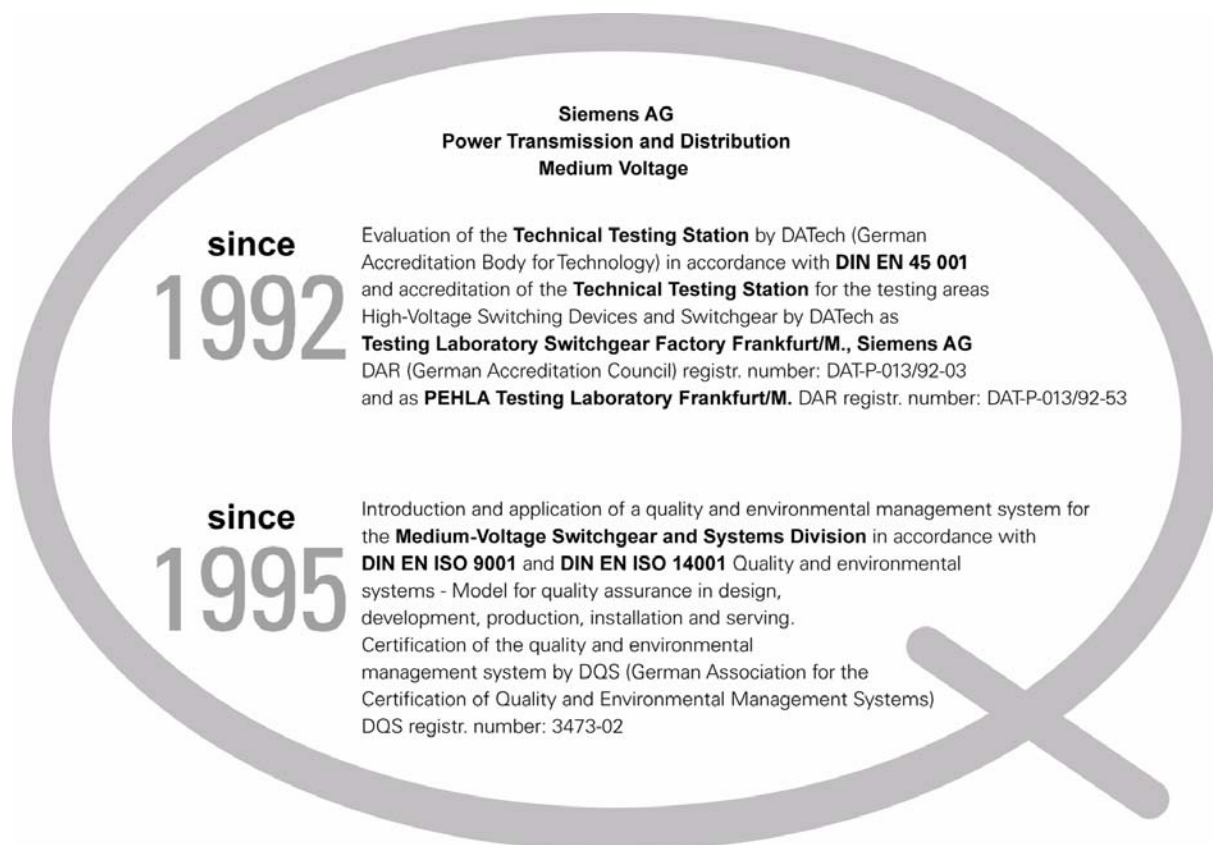 Siemens AG
Power Transmission and Distribution
Medium Voltage
since
1992
Evaluation of the Technical Testing Station by DATech (German
Accreditation Body for Technology) in accordance with DIN EN 45 001
and accreditation of the Technical Testing Station for the testing areas
High-Voltage Switching Devices and Switchgear by DATech as
Testing Laboratory Switchgear Factory Frankfurt/M., Siemens AG
DAR (German Accreditation Council) registr. number: DAT-P-013/92-03
and as PEHLA Testing Laboratory Frankfurt/M. DAR registr. number: DAT-P-013/92-53
since
1995
Introduction and application of a quality and environmental management system for
the Medium-Voltage Switchgear and Systems Division in accordance with
DIN EN ISO 9001 and DIN EN ISO 14001 Quality and environmental
systems - Model for quality assurance in design,
development, production, installation and serving.
Certification of the quality and environmental
management system by DQS (German Association for the
Certification of Quality and Environmental Management Systems)
DQS registr. number: 3473-02